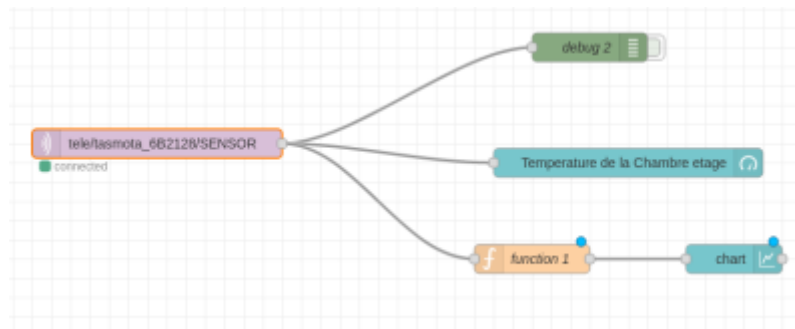 debug 2
tele/tasmota_6B2128/SENSOR
connected
Temperature de la Chambre etage
function 1
chart